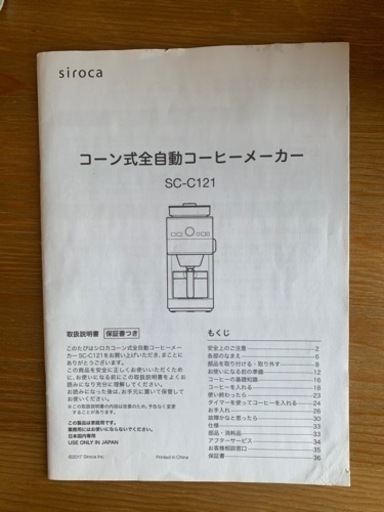 siroca
コーン式全自動コーヒーメーカー
SC-C121
取扱説明書 保証書つき
このたびはシロカコーン式全自動コーヒーメー
カー SC-C121をお買い上げいただき、まことに
ありがとうございます。
この商品を安全に正しくお使いいただくため
に、お使いになる前にこの取扱説明書をよくお
読みになり充分に理解してください。
お読みになった後は、お手元に置いて保管して
ご使用ください。
※この取扱説明書の内容は改善のため、予告なく変更
することがあります。
この製品は家庭用です。
業務用にはお使いにならないでください。
日本国内専用
USE ONLY IN JAPAN
©2017 Siroca Inc.
Printed in China
もくじ
安全上のご注意 2
各部のなまえ 6
部品を取り付ける・取り外す 8
お使いになる前の準備 12
コーヒーの基礎知識 16
コーヒーを入れる 18
使い終わったら 23
タイマーを使ってコーヒーを入れる 24
お手入れ 26
故障かなと思ったら 30
仕様 33
部品・消耗品 33
アフターサービス 34
お客様相談窓口 35
保証書 36